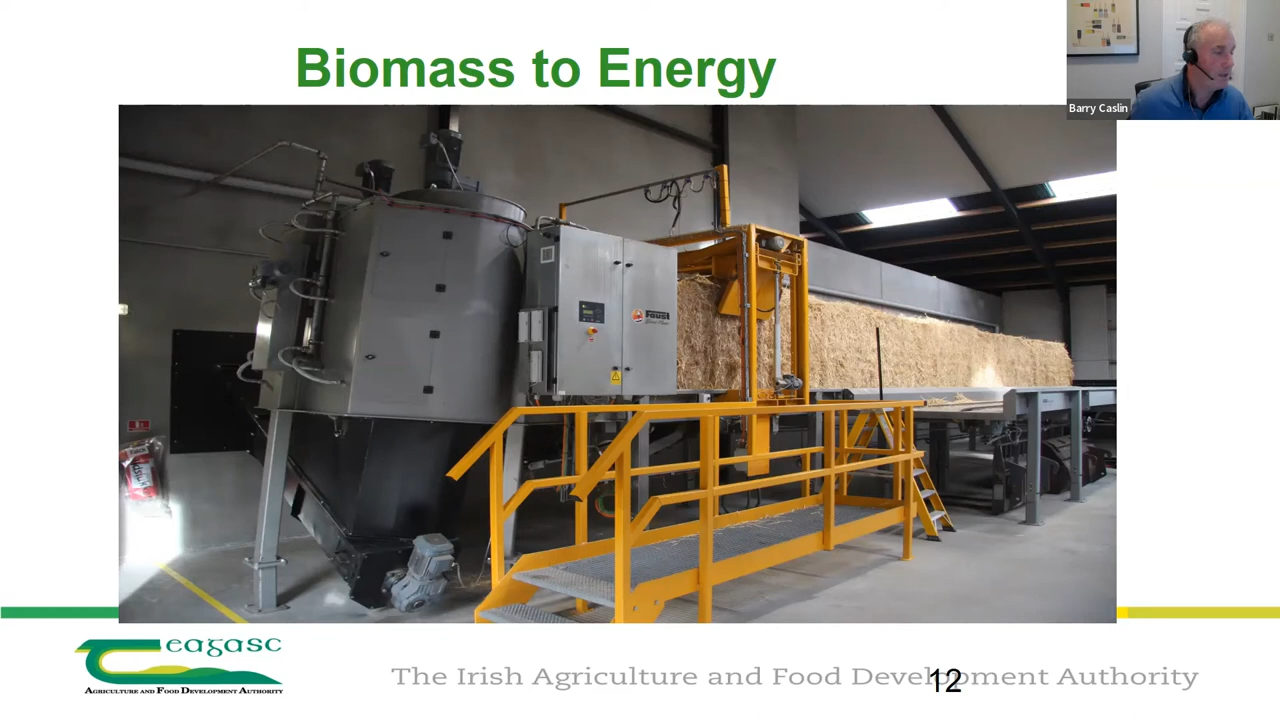 Biomass to Energy
Barry Caslin
Faust
Teagasc
AGRICULTURE AND FOOD DEVELOPMENT AUTHORITY
The Irish Agriculture and Food Development Authority
12